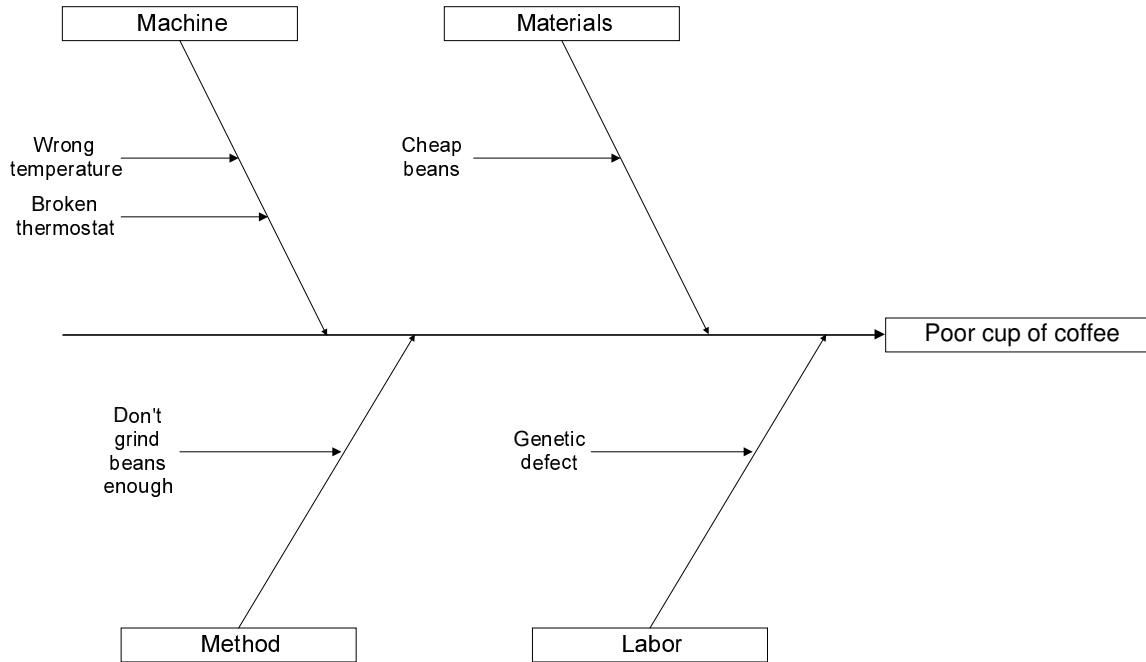 Machine
Materials
Wrong
temperature
Cheap
beans
Broken
thermostat
Poor cup of coffee
Don't
grind
beans
enough
Genetic
defect
Method
Labor